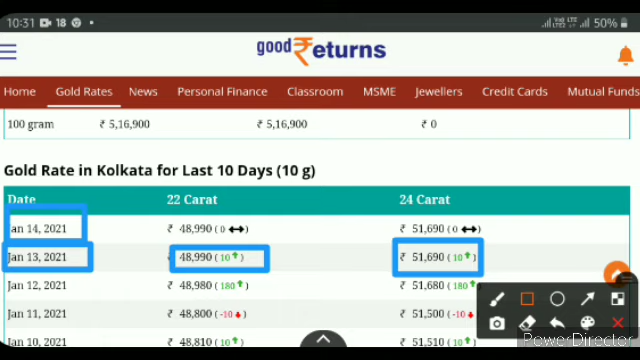 10:31 18 50%
good ₹eturns
Home Gold Rates News Personal Finance Classroom MSME Jewellers Credit Cards Mutual Funds
100 gram ₹ 5,16,900 ₹ 5,16,900 ₹ 0
Gold Rate in Kolkata for Last 10 Days (10 g)
Date 22 Carat 24 Carat
Jan 14, 2021 ₹ 48,990 ( 0 ) ₹ 51,690 ( 0 )
Jan 13, 2021 ₹ 48,990 ( 10 ) ₹ 51,690 ( 10 )
Jan 12, 2021 ₹ 48,980 ( 180 ) ₹ 51,680 ( 180
Jan 11, 2021 ₹ 48,800 ( -10 ) ₹ 51,500 ( -10
Jan 10, 2021 ₹ 48,810 ( 10 ) ₹ 51,510 ( 10 )
PowerDirector